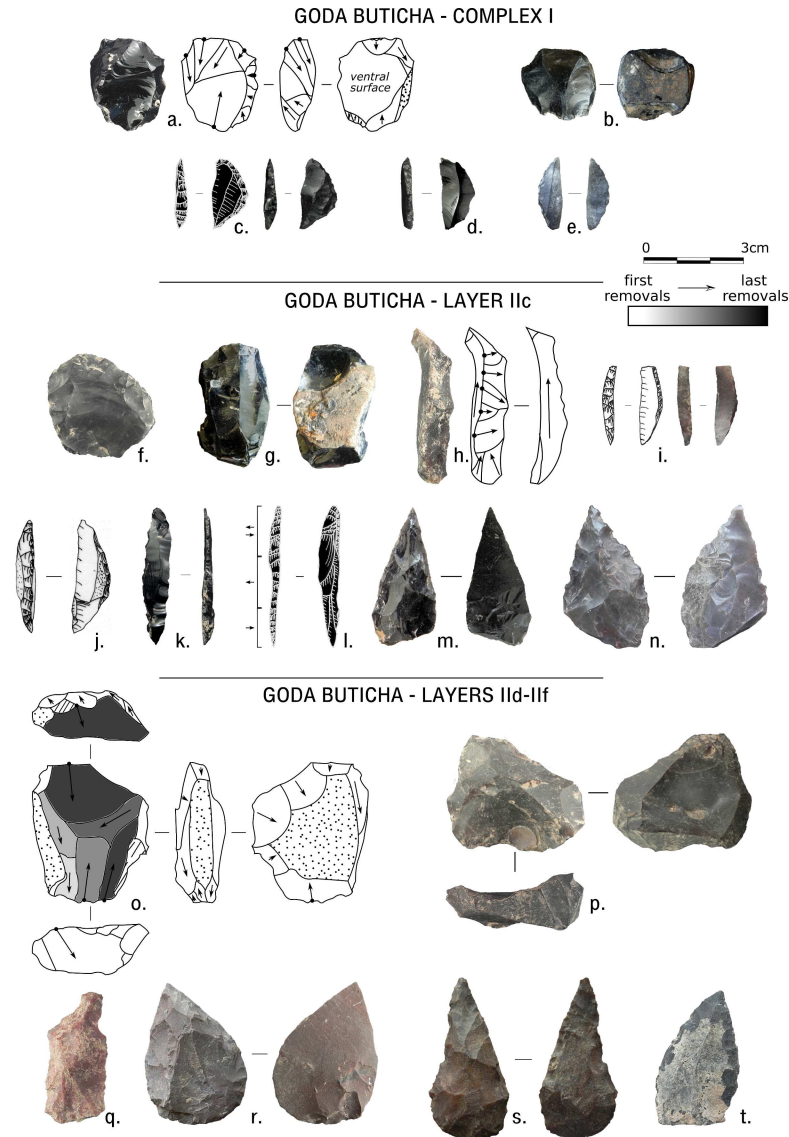 GODA BUTICHA - COMPLEX I
ventral
surface
a.
b.
c.
d.
e.
0 3cm
first removals
last removals
GODA BUTICHA - LAYER IIc
f.
g.
h.
i.
j.
k.
l.
m.
n.
GODA BUTICHA - LAYERS IId-IIf
o.
p.
q.
r.
s.
t.